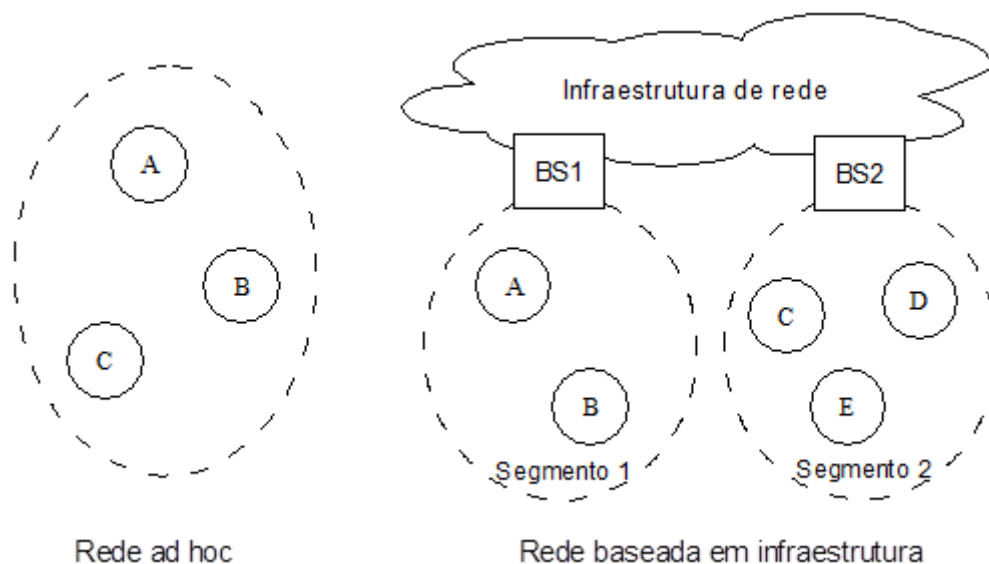 Infraestrutura de rede
BS1
BS2
A
B
C
A
B
C
D
E
Segmento 1
Segmento 2
Rede ad hoc
Rede baseada em infraestrutura